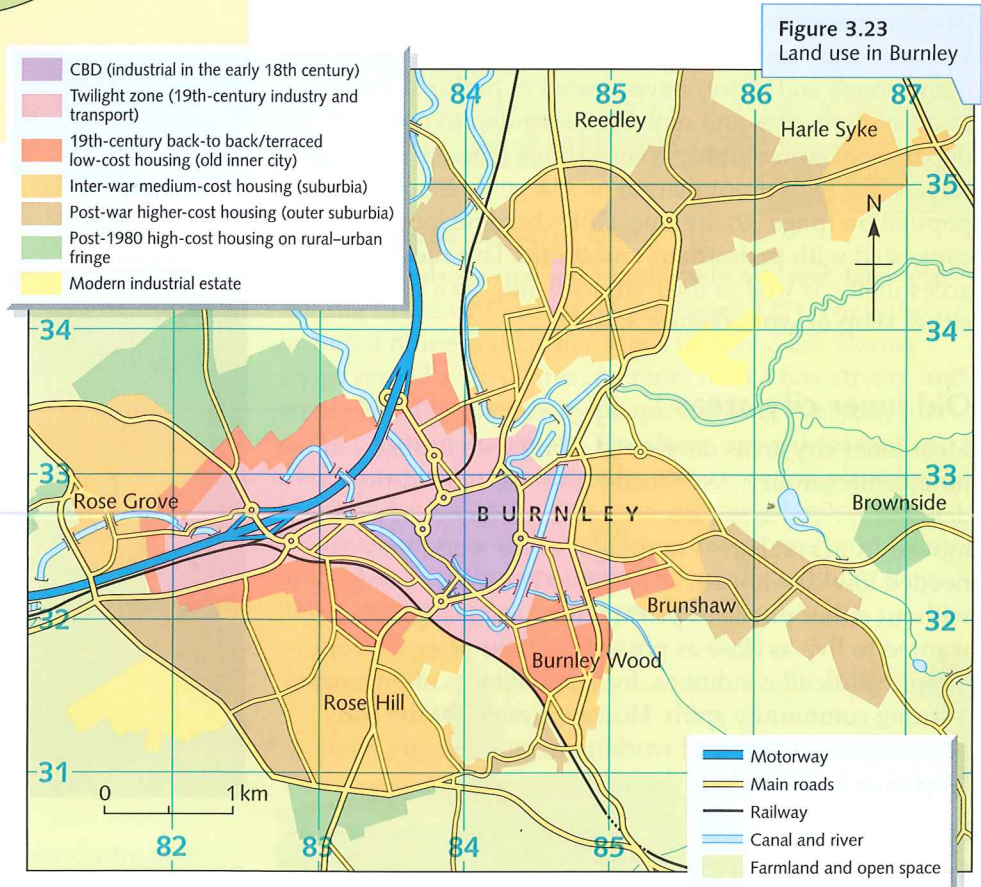 Figure 3.23
Land use in Burnley
CBD (industrial in the early 18th century)
Twilight zone (19th-century industry and
transport)
19th-century back-to back/terraced
low-cost housing (old inner city)
Inter-war medium-cost housing (suburbia)
Post-war higher-cost housing (outer suburbia)
Post-1980 high-cost housing on rural–urban
fringe
Modern industrial estate
84
85
86
87
Reedley
Harle Syke
35
N
34
34
33
33
Rose Grove
BURNLEY
Brownside
32
Brunshaw
32
Burnley Wood
Rose Hill
31
0
1 km
82
83
84
85
Motorway
Main roads
Railway
Canal and river
Farmland and open space